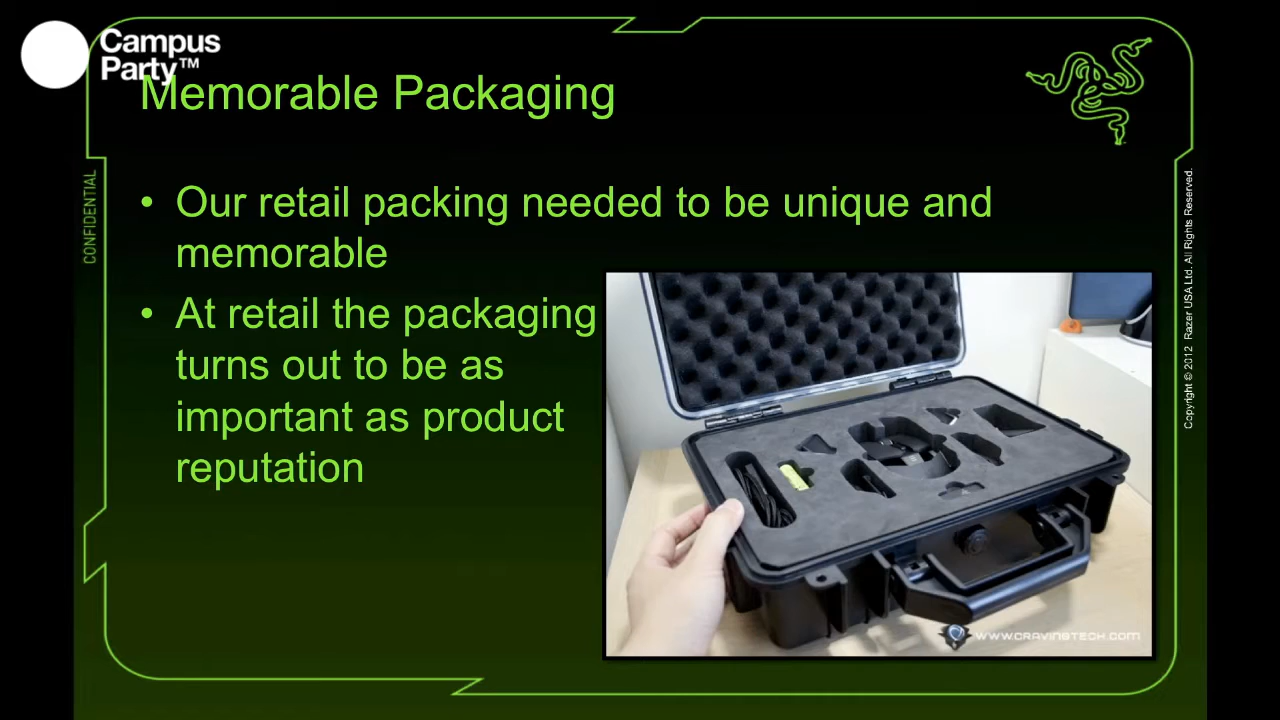 Campus
Party™
Memorable Packaging
CONFIDENTIAL
• Our retail packing needed to be unique and
memorable
• At retail the packaging
turns out to be as
important as product
reputation
WWW.CRAVINGTECH.COM
Copyright © 2012 Razer USA Ltd. All Rights Reserved.